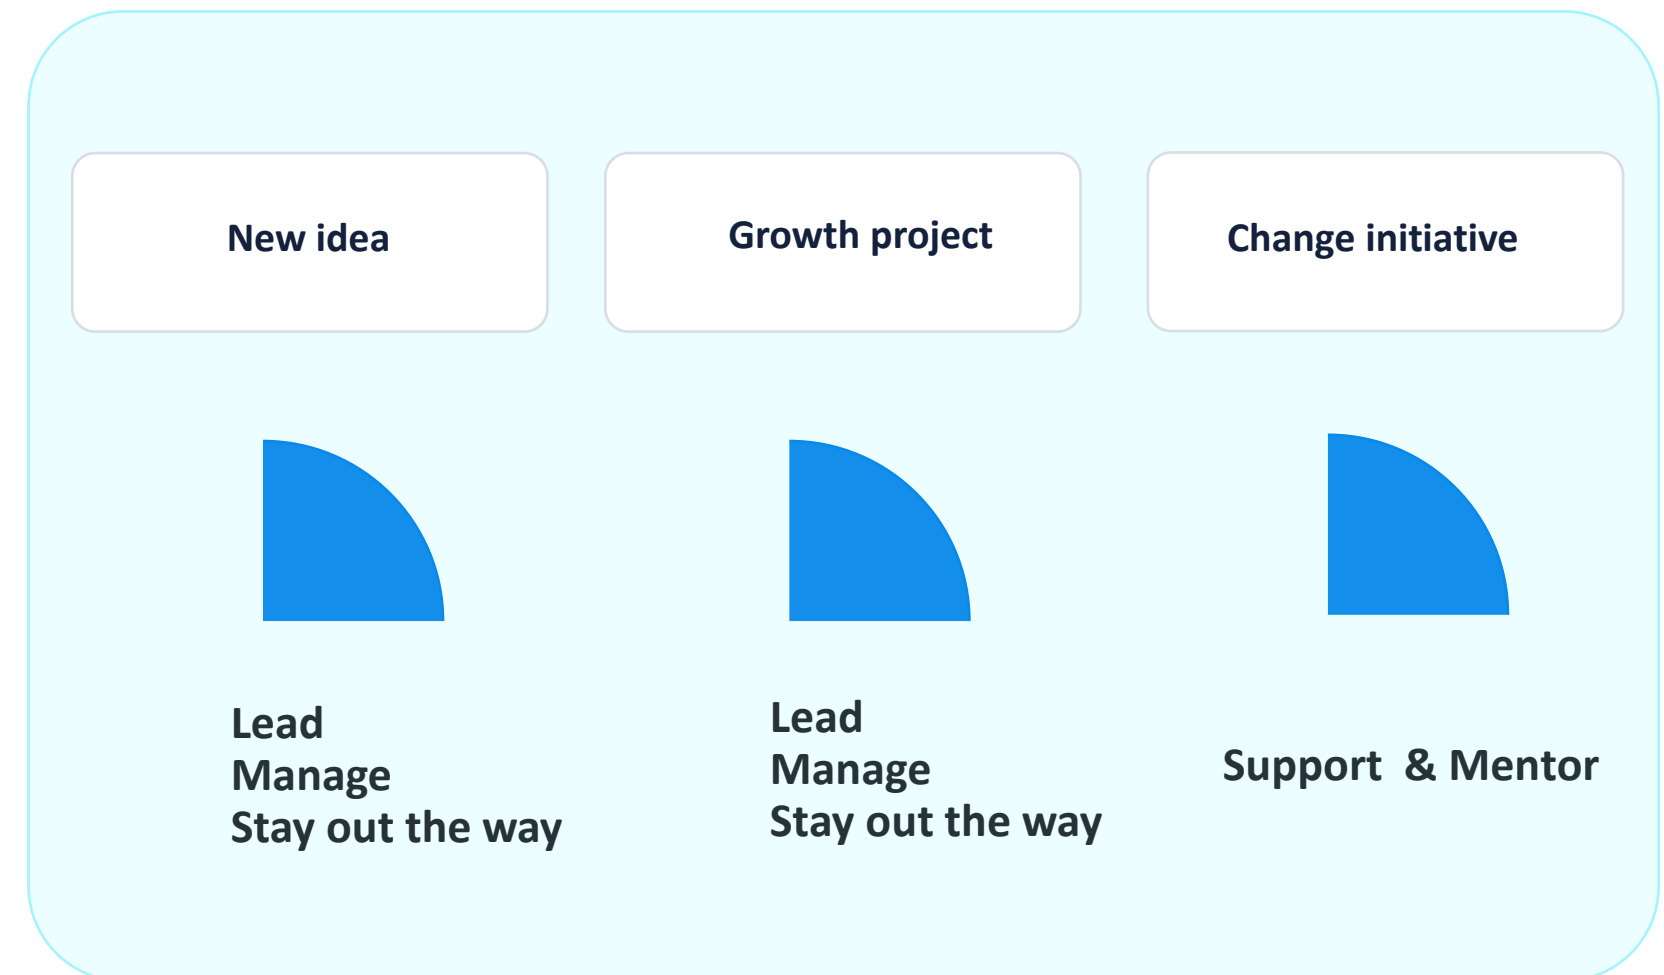 New idea
Growth project
Change initiative
Lead
Manage
Stay out the way
Lead
Manage
Stay out the way
Support  & Mentor